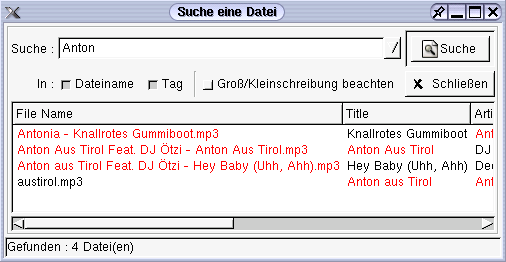 Suche eine Datei
Suche : Anton Suche
In : Dateiname Tag Groß/Kleinschreibung beachten Schließen
File Name Title Arti
Antonia - Knallrotes Gummiboot.mp3 Knallrotes Gummiboot Ant
Anton Aus Tirol Feat. DJ Ötzi - Anton Aus Tirol.mp3 Anton Aus Tirol DJ
Anton aus Tirol Feat. DJ Ötzi - Hey Baby (Uhh, Ahh).mp3 Hey Baby (Uhh, Ahh) Dec
austirol.mp3 Anton aus Tirol Ant
Gefunden : 4 Datei(en)